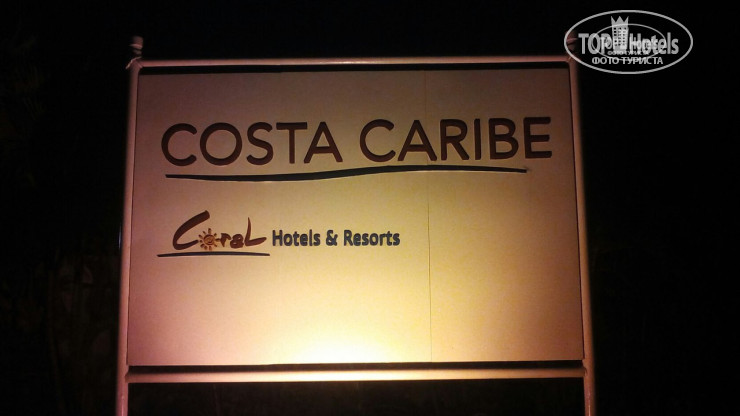 TOP Hotels
ФОТО ТУРИСТА
COSTA CARIBE
Coral Hotels & Resorts